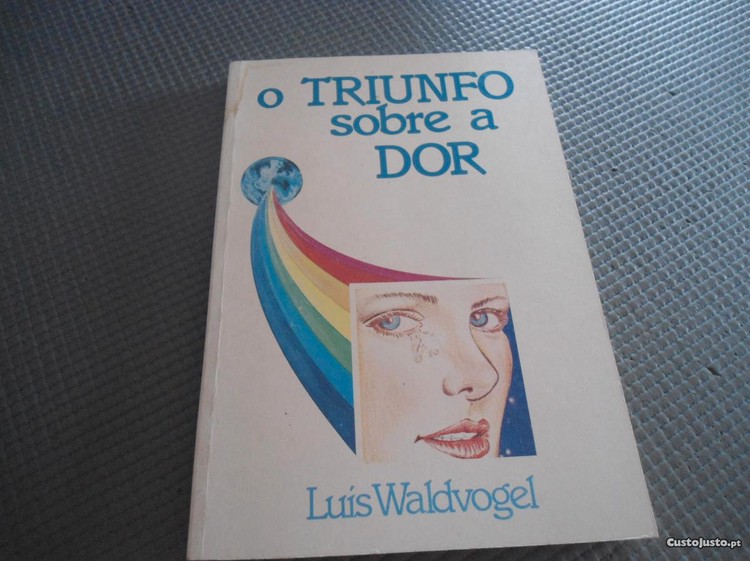 o TRIUNFO
sobre a
DOR
Luís Waldvogel
CustoJusto.pt